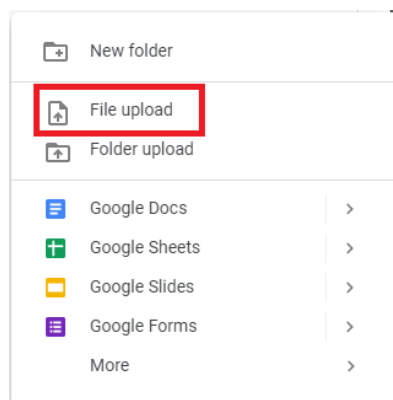 New folder
File upload
Folder upload
Google Docs
Google Sheets
Google Slides
Google Forms
More